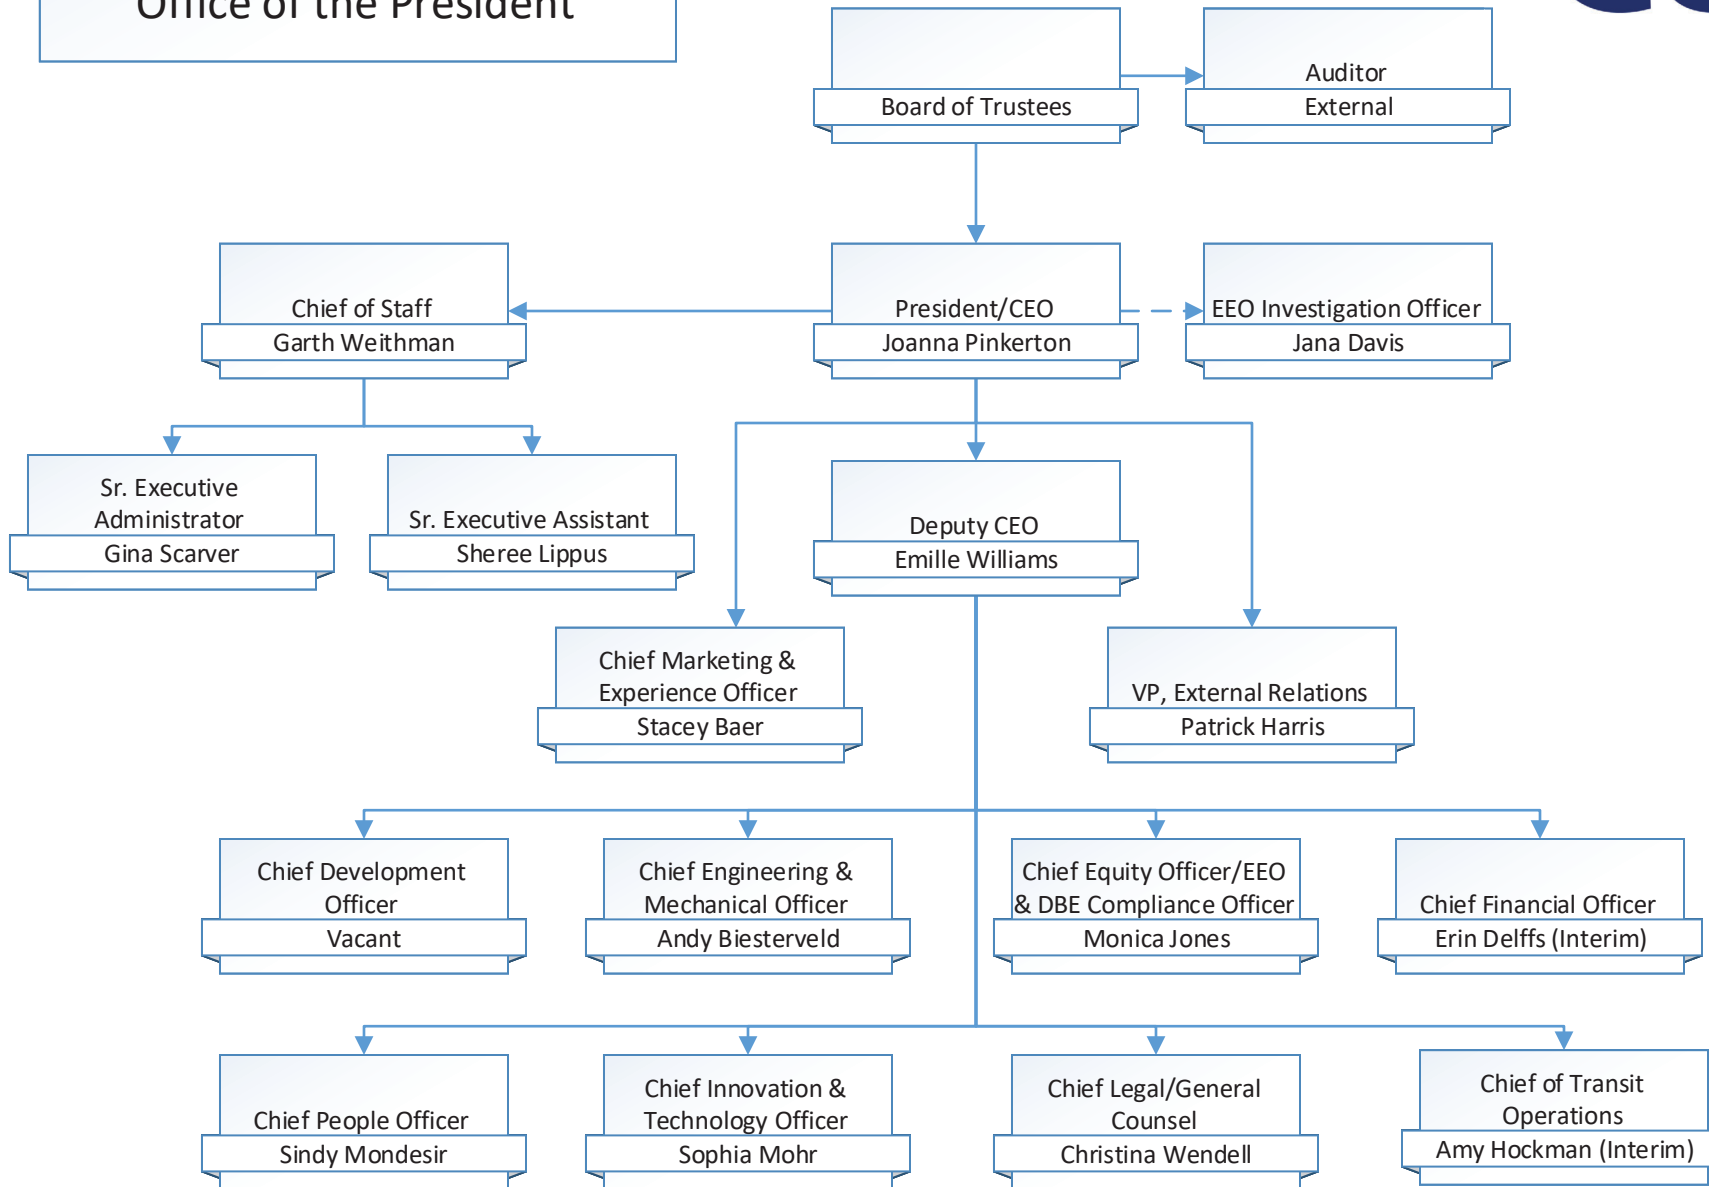 Office of the President
Board of Trustees
Auditor
External
Chief of Staff
Garth Weithman
President/CEO
Joanna Pinkerton
EEO Investigation Officer
Jana Davis
Sr. Executive
Administrator
Gina Scarver
Sr. Executive Assistant
Sheree Lippus
Deputy CEO
Emille Williams
Chief Marketing &
Experience Officer
Stacey Baer
VP, External Relations
Patrick Harris
Chief Development
Officer
Vacant
Chief Engineering &
Mechanical Officer
Andy Biesterveld
Chief Equity Officer/EEO
& DBE Compliance Officer
Monica Jones
Chief Financial Officer
Erin Delffs (Interim)
Chief People Officer
Sindy Mondesir
Chief Innovation &
Technology Officer
Sophia Mohr
Chief Legal/General
Counsel
Christina Wendell
Chief of Transit
Operations
Amy Hockman (Interim)